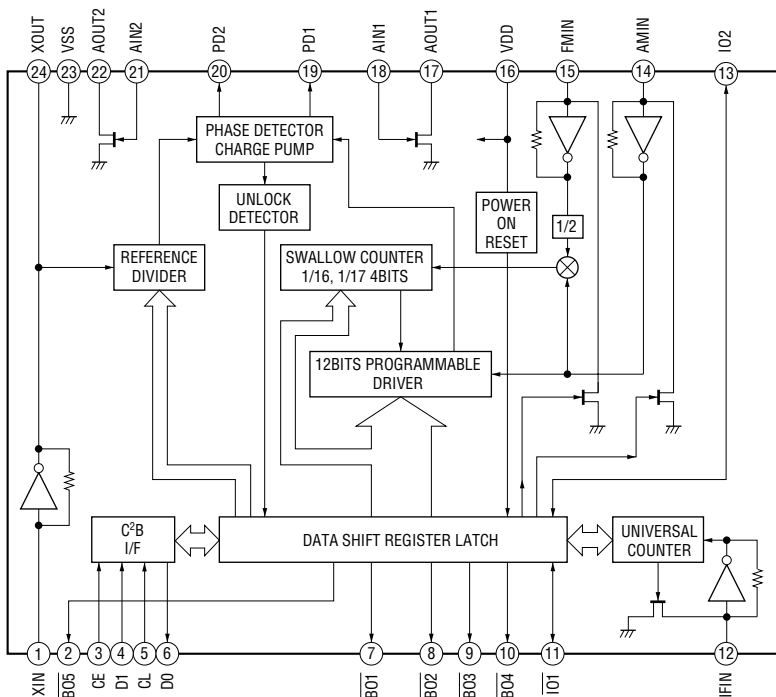 XOUT
VSS
AOUT2
AIN2
PD2
PD1
AIN1
AOUT1
VDD
FMIN
AMIN
IO2
24
23
22
21
20
19
18
17
16
15
14
13
PHASE DETECTOR
CHARGE PUMP
UNLOCK
DETECTOR
POWER
ON
RESET
1/2
REFERENCE
DIVIDER
SWALLOW COUNTER
1/16, 1/17 4BITS
12BITS PROGRAMMABLE
DRIVER
C²B
I/F
DATA SHIFT REGISTER LATCH
UNIVERSAL
COUNTER
1
2
3
4
5
6
7
8
9
10
11
12
XIN
BO5
CE
D1
CL
D0
BO1
BO2
BO3
BO4
IO1
IFIN